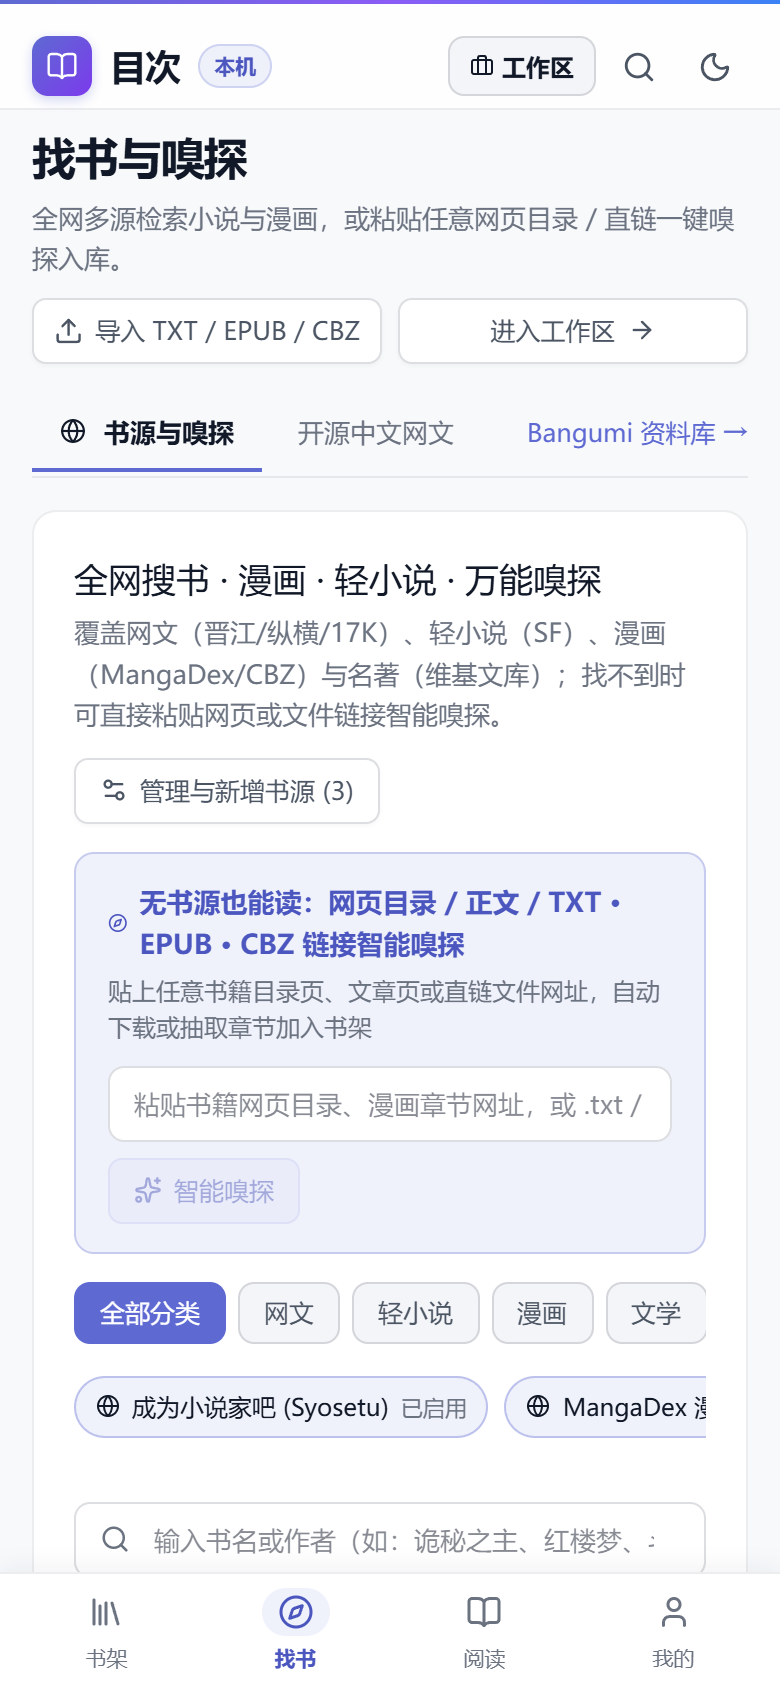 目次 本机 工作区
找书与嗅探
全网多源检索小说与漫画，或粘贴任意网页目录 / 直链一键嗅
探入库。
导入 TXT / EPUB / CBZ 进入工作区 →
书源与嗅探 开源中文网文 Bangumi 资料库 →
全网搜书 · 漫画 · 轻小说 · 万能嗅探
覆盖网文（晋江/纵横/17K）、轻小说（SF）、漫画
（MangaDex/CBZ）与名著（维基文库）；找不到时
可直接粘贴网页或文件链接智能嗅探。
管理与新增书源 (3)
无书源也能读：网页目录 / 正文 / TXT •
EPUB • CBZ 链接智能嗅探
贴上任意书籍目录页、文章页或直链文件网址，自动
下载或抽取章节加入书架
粘贴书籍网页目录、漫画章节网址，或 .txt /
智能嗅探
全部分类 网文 轻小说 漫画 文学
成为小说家吧 (Syosetu) 已启用 MangaDex
输入书名或作者（如：诡秘之主、红楼梦、
书架 找书 阅读 我的